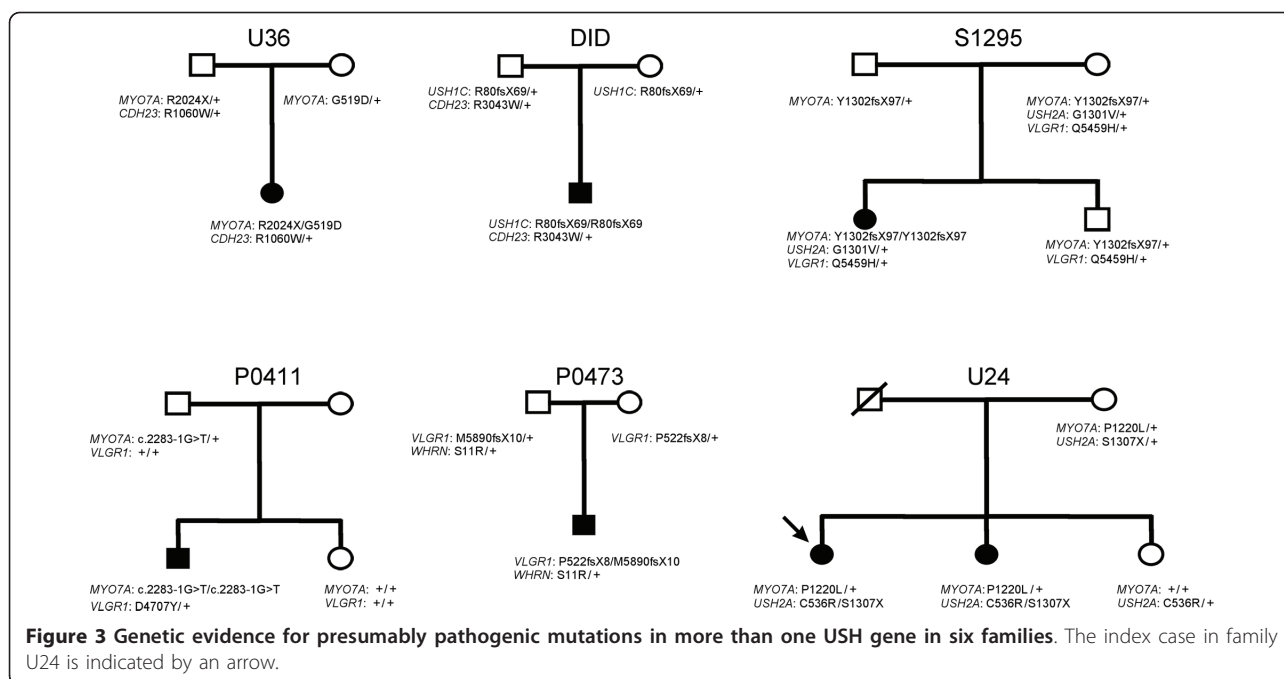 U36
MYO7A: R2024X/+
CDH23: R1060W/+
MYO7A: G519D/+
MYO7A: R2024X/G519D
CDH23: R1060W/+
DID
USH1C: R80fsX69/+
CDH23: R3043W/+
USH1C: R80fsX69/+
USH1C: R80fsX69/R80fsX69
CDH23: R3043W/+
S1295
MYO7A: Y1302fsX97/+
MYO7A: Y1302fsX97/+
USH2A: G1301V/+
VLGR1: Q5459H/+
MYO7A: Y1302fsX97/Y1302fsX97
USH2A: G1301V/+
VLGR1: Q5459H/+
MYO7A: Y1302fsX97/+
VLGR1: Q5459H/+
P0411
MYO7A: c.2283-1G>T/+
VLGR1: +/+
MYO7A: c.2283-1G>T/c.2283-1G>T
VLGR1: D4707Y/+
MYO7A: +/+
VLGR1: +/+
P0473
VLGR1: M5890fsX10/+
WHRN: S11R/+
VLGR1: P522fsX8/+
VLGR1: P522fsX8/M5890fsX10
WHRN: S11R/+
U24
MYO7A: P1220L/+
USH2A: S1307X/+
MYO7A: P1220L/+
USH2A: C536R/S1307X
MYO7A: P1220L/+
USH2A: C536R/S1307X
MYO7A: +/+
USH2A: C536R/+
Figure 3 Genetic evidence for presumably pathogenic mutations in more than one USH gene in six families. The index case in family
U24 is indicated by an arrow.